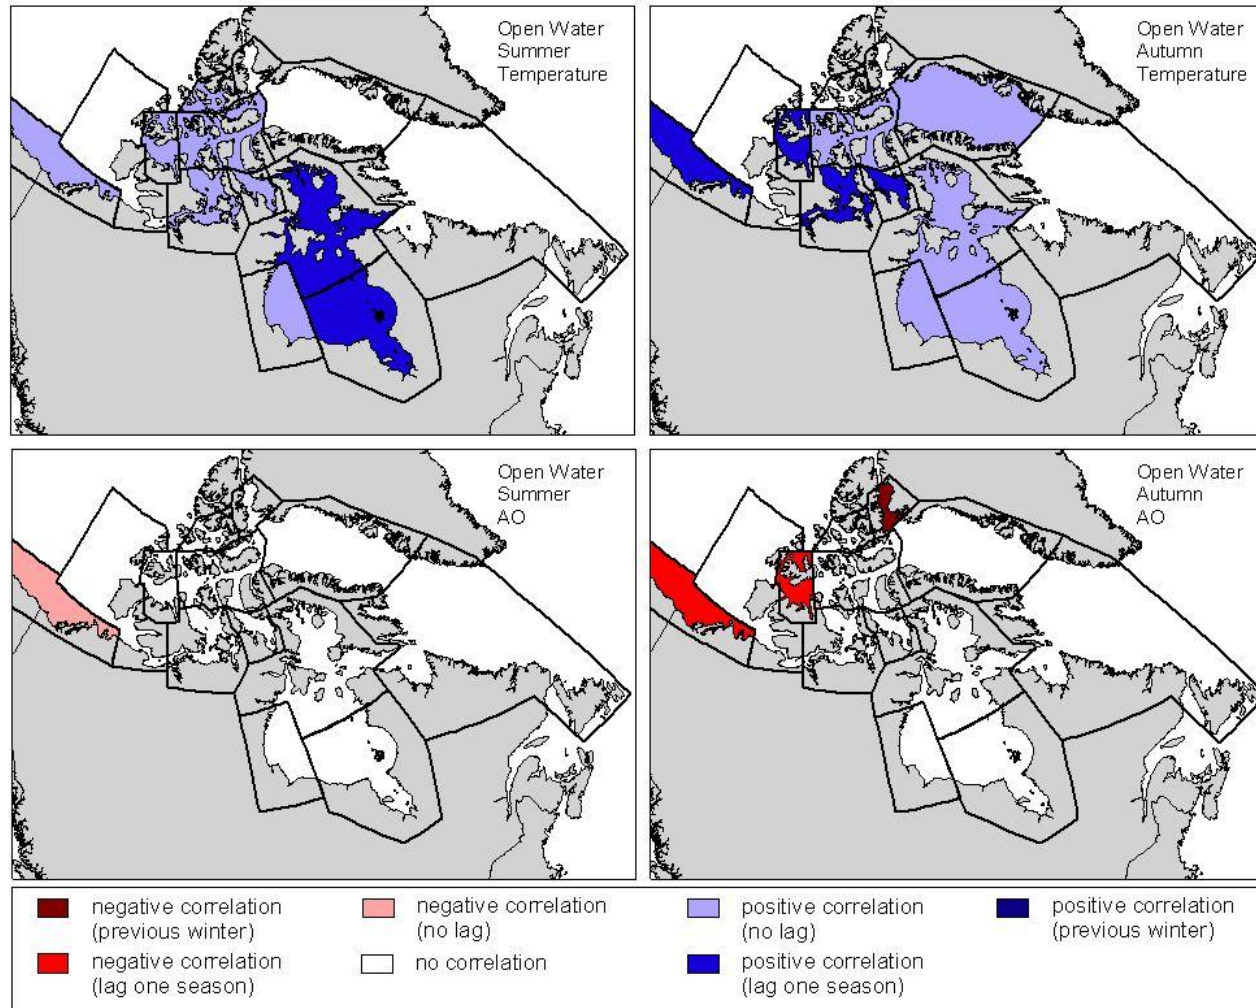 Open Water
Summer
Temperature
Open Water
Autumn
Temperature
Open Water
Summer
AO
Open Water
Autumn
AO
negative correlation
(previous winter)
negative correlation
(no lag)
positive correlation
(no lag)
positive correlation
(previous winter)
negative correlation
(lag one season)
no correlation
positive correlation
(lag one season)